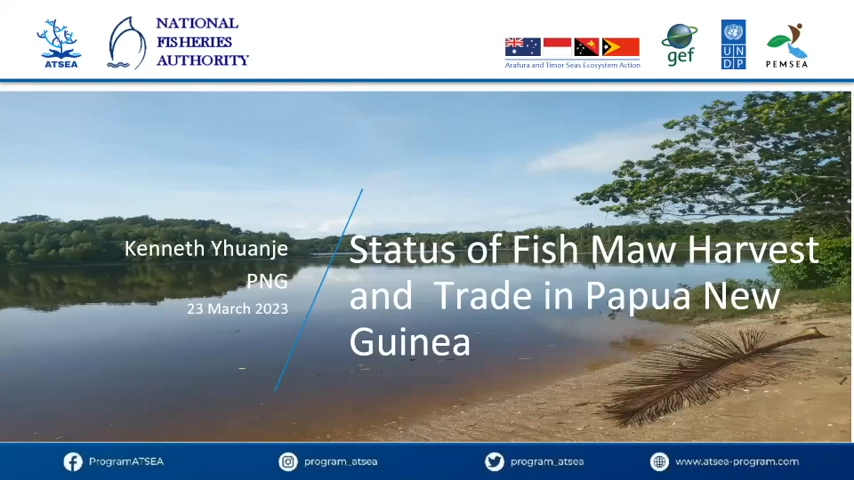 ATSEA
NATIONAL
FISHERIES
AUTHORITY
Arafura and Timor Seas Ecosystem Action
gef
U N
D P
PEMSEA
Kenneth Yhuanje
PNG
23 March 2023
Status of Fish Maw Harvest
and Trade in Papua New
Guinea
ProgramATSEA
program_atsea
program_atsea
www.atsea-program.com